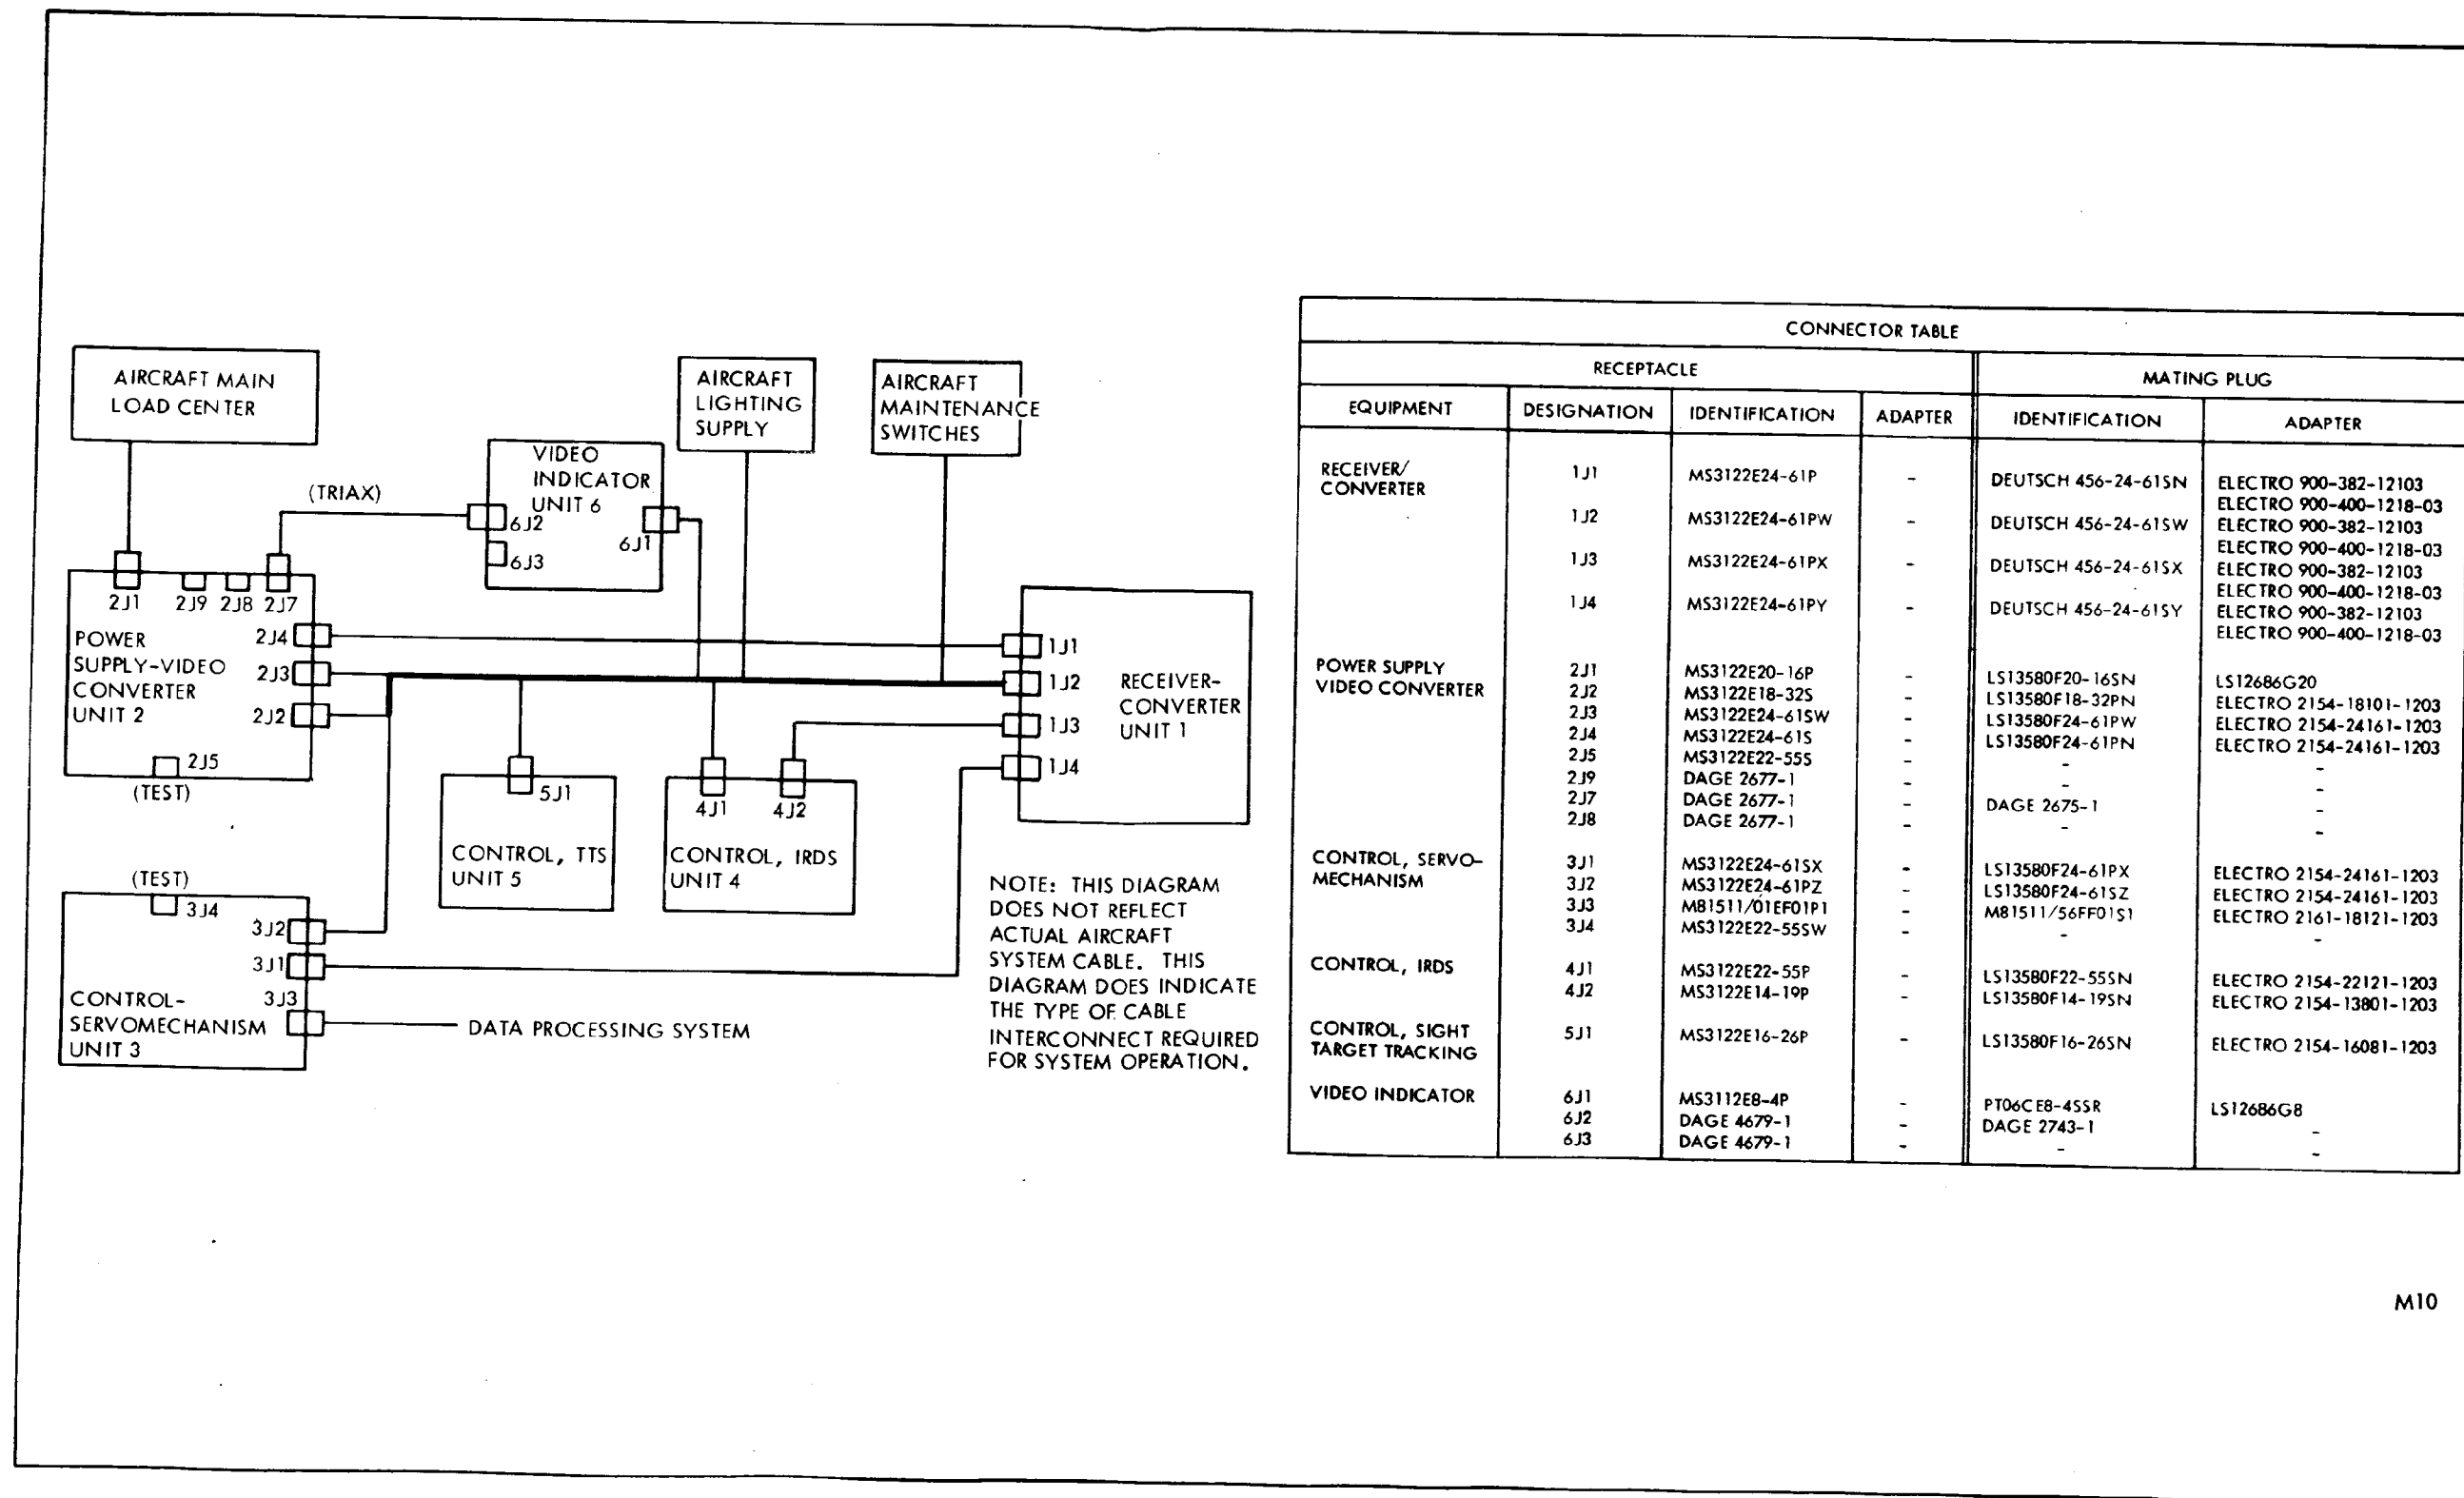 AIRCRAFT MAIN
LOAD CENTER
AIRCRAFT
LIGHTING
SUPPLY
AIRCRAFT
MAINTENANCE
SWITCHES
VIDEO
INDICATOR
UNIT 6
6J2
6J1
6J3
(TRIAX)
2J1
2J9
2J8
2J7
2J4
POWER
SUPPLY-VIDEO
CONVERTER
UNIT 2
2J3
2J2
2J5
(TEST)
1J1
1J2
1J3
1J4
RECEIVER-
CONVERTER
UNIT 1
5J1
CONTROL, TTS
UNIT 5
4J1
4J2
CONTROL, IRDS
UNIT 4
(TEST)
3J4
3J2
3J1
3J3
CONTROL-
SERVOMECHANISM
UNIT 3
DATA PROCESSING SYSTEM
NOTE: THIS DIAGRAM
DOES NOT REFLECT
ACTUAL AIRCRAFT
SYSTEM CABLE. THIS
DIAGRAM DOES INDICATE
THE TYPE OF CABLE
INTERCONNECT REQUIRED
FOR SYSTEM OPERATION.
CONNECTOR TABLE
RECEPTACLE MATING PLUG
EQUIPMENT DESIGNATION IDENTIFICATION ADAPTER IDENTIFICATION ADAPTER
RECEIVER/ 1J1 MS3122E24-61P - DEUTSCH 456-24-61SN ELECTRO 900-382-12103
CONVERTER ELECTRO 900-400-1218-03
1J2 MS3122E24-61PW - DEUTSCH 456-24-61SW ELECTRO 900-382-12103
ELECTRO 900-400-1218-03
1J3 MS3122E24-61PX - DEUTSCH 456-24-61SX ELECTRO 900-382-12103
ELECTRO 900-400-1218-03
1J4 MS3122E24-61PY - DEUTSCH 456-24-61SY ELECTRO 900-382-12103
ELECTRO 900-400-1218-03
POWER SUPPLY 2J1 MS3122E20-16P - LS13580F20-16SN LS12686G20
VIDEO CONVERTER 2J2 MS3122E18-32S - LS13580F18-32PN ELECTRO 2154-18101-1203
2J3 MS3122E24-61SW - LS13580F24-61PW ELECTRO 2154-24161-1203
2J4 MS3122E24-61S - LS13580F24-61PN ELECTRO 2154-24161-1203
2J5 MS3122E22-55S - - -
2J9 DAGE 2677-1 - - -
2J7 DAGE 2677-1 - DAGE 2675-1 -
2J8 DAGE 2677-1 - - -
CONTROL, SERVO- 3J1 MS3122E24-61SX - LS13580F24-61PX ELECTRO 2154-24161-1203
MECHANISM 3J2 MS3122E24-61PZ - LS13580F24-61SZ ELECTRO 2154-24161-1203
3J3 M81511/01EF01P1 - M81511/56FF01S1 ELECTRO 2161-18121-1203
3J4 MS3122E22-55SW - - -
CONTROL, IRDS 4J1 MS3122E22-55P - LS13580F22-55SN ELECTRO 2154-22121-1203
4J2 MS3122E14-19P - LS13580F14-19SN ELECTRO 2154-13801-1203
CONTROL, SIGHT 5J1 MS3122E16-26P - LS13580F16-26SN ELECTRO 2154-16081-1203
TARGET TRACKING
VIDEO INDICATOR 6J1 MS3112E8-4P - PT06CE8-4SSR LS12686G8
6J2 DAGE 4679-1 - DAGE 2743-1 -
6J3 DAGE 4679-1 - - -
M10